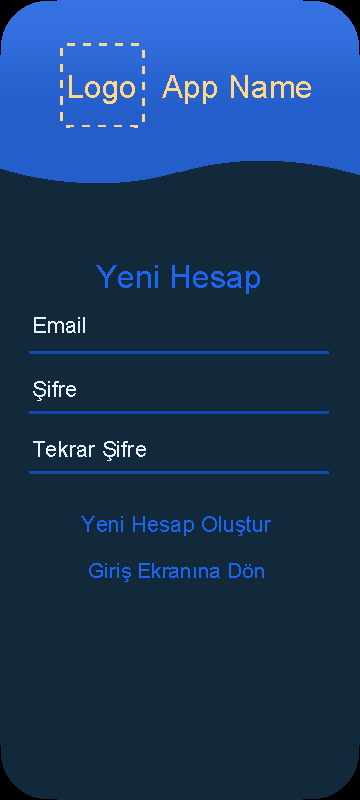 Logo App Name
Yeni Hesap
Email
Şifre
Tekrar Şifre
Yeni Hesap Oluştur
Giriş Ekranına Dön